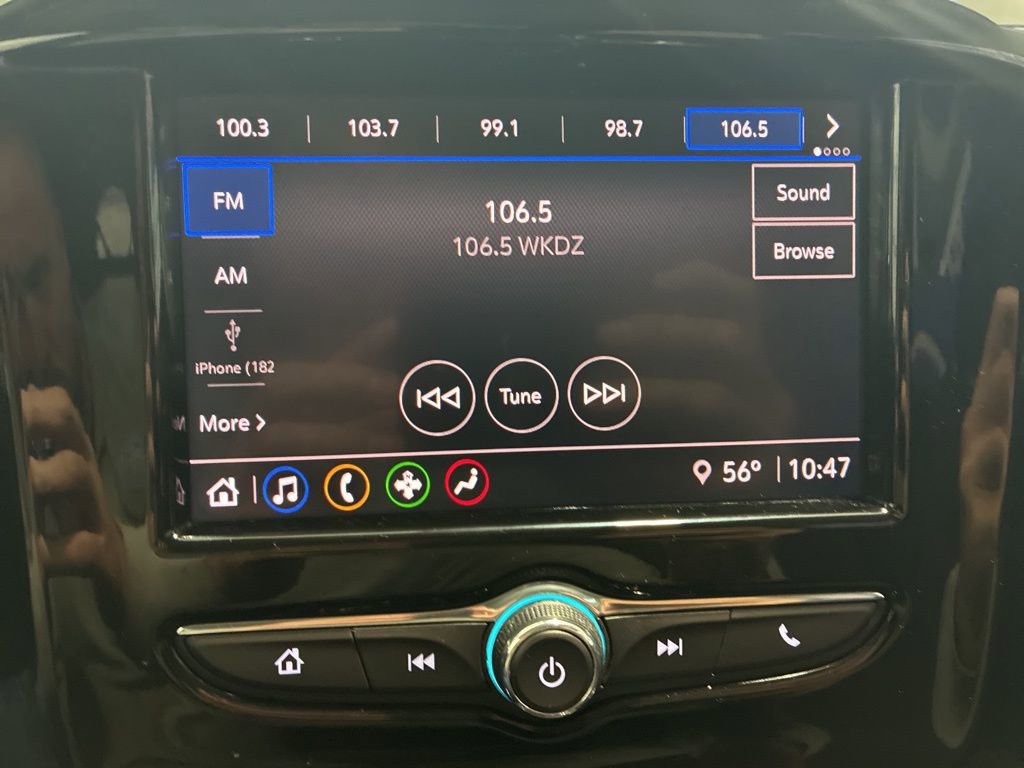 100.3 | 103.7 | 99.1 | 98.7 | 106.5
FM
106.5
Sound
106.5 WKDZ
Browse
AM
iPhone (182
Tune
More
56° | 10:47